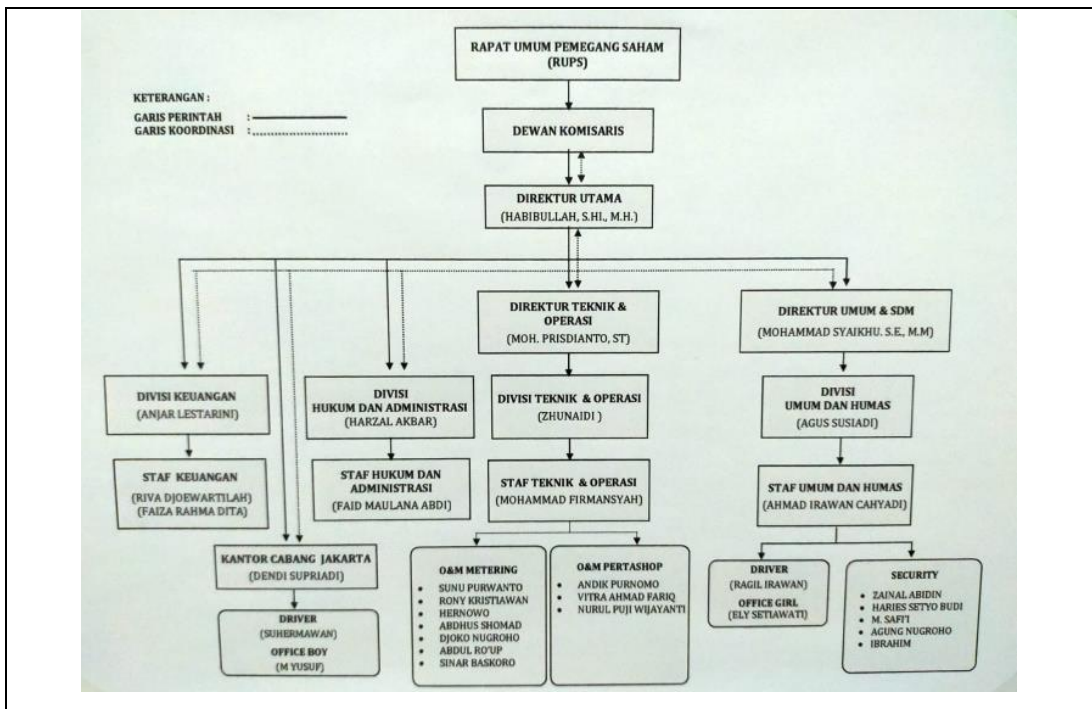 RAPAT UMUM PEMEGANG SAHAM
(RUPS)
KETERANGAN :
GARIS PERINTAH :
GARIS KOORDINASI :
DEWAN KOMISARIS
DIREKTUR UTAMA
(HABIBULLAH, S.HI., M.H.)
DIREKTUR TEKNIK &
OPERASI
(MOH. PRISDIANTO, ST)
DIREKTUR UMUM & SDM
(MOHAMMAD SYAIKHU. S.E., M.M)
DIVISI KEUANGAN
(ANJAR LESTARINI)
DIVISI
HUKUM DAN ADMINISTRASI
(HARZAL AKBAR)
DIVISI TEKNIK & OPERASI
(ZHUNAIDI )
DIVISI
UMUM DAN HUMAS
(AGUS SUSIADI)
STAF KEUANGAN
(RIVA DJOEWARTILAH)
(FAIZA RAHMA DITA)
STAF HUKUM DAN
ADMINISTRASI
(FAID MAULANA ABDI)
STAF TEKNIK & OPERASI
(MOHAMMAD FIRMANSYAH)
STAF UMUM DAN HUMAS
(AHMAD IRAWAN CAHYADI)
KANTOR CABANG JAKARTA
(DENDI SUPRIADI)
DRIVER
(SUHERMAWAN)
OFFICE BOY
(M YUSUF)
O&M METERING
• SUNU PURWANTO
• RONY KRISTIAWAN
• HERNOWO
• ABDHUS SHOMAD
• DJOKO NUGROHO
• ABDUL RO'UP
• SINAR BASKORO
O&M PERTASHOP
• ANDIK PURNOMO
• VITRA AHMAD FARIQ
• NURUL PUJI WIJAYANTI
DRIVER
(RAGIL IRAWAN)
OFFICE GIRL
(ELY SETIAWATI)
SECURITY
• ZAINAL ABIDIN
• HARIES SETYO BUDI
• M. SAFI'I
• AGUNG NUGROHO
• IBRAHIM